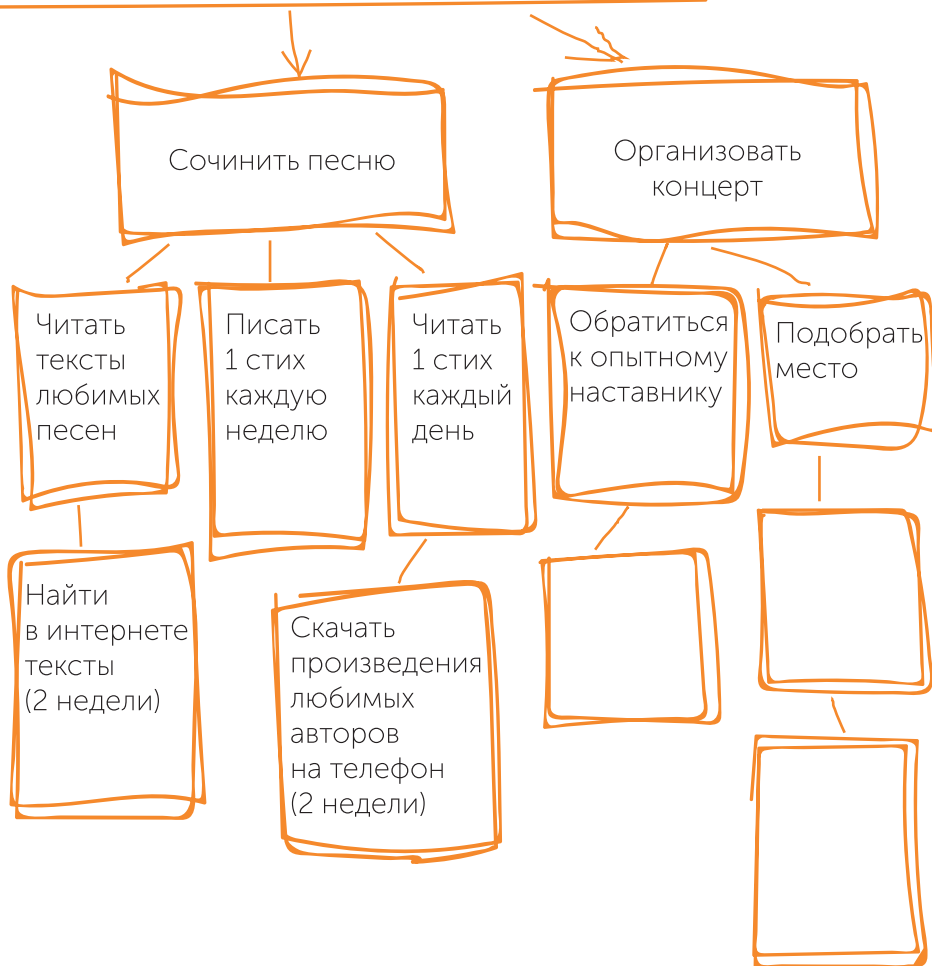 Сочинить песню
Организовать
концерт
Читать
тексты
любимых
песен
Писать
1 стих
каждую
неделю
Читать
1 стих
каждый
день
Обратиться
к опытному
наставнику
Подобрать
место
Найти
в интернете
тексты
(2 недели)
Скачать
произведения
любимых
авторов
на телефон
(2 недели)